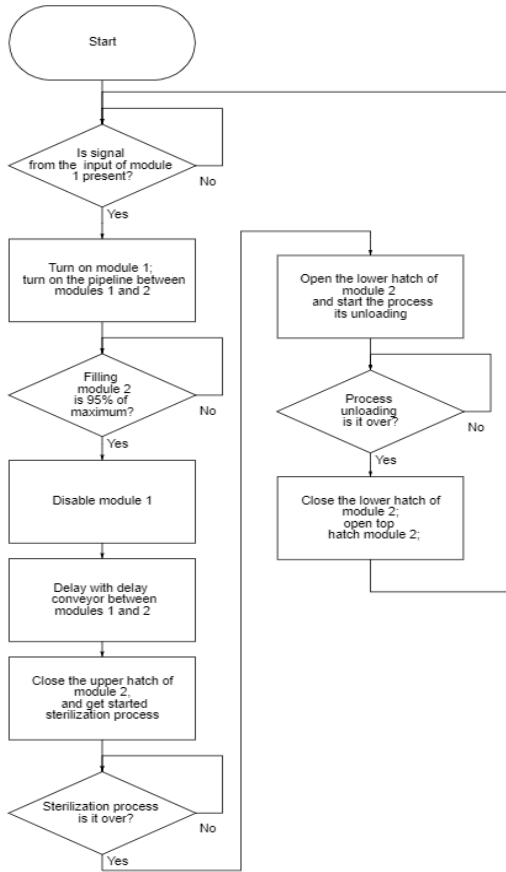 Start
Is signal
from the input of module
1 present?
No
Yes
Turn on module 1;
turn on the pipeline between
modules 1 and 2
Filling
module 2
is 95% of
maximum?
No
Yes
Disable module 1
Delay with delay
conveyor between
modules 1 and 2
Close the upper hatch of
module 2,
and get started
sterilization process
Sterilization process
is it over?
No
Yes
Open the lower hatch of
module 2
and start the process
its unloading
Process
unloading
is it over?
No
Yes
Close the lower hatch of
module 2;
open top
hatch module 2;